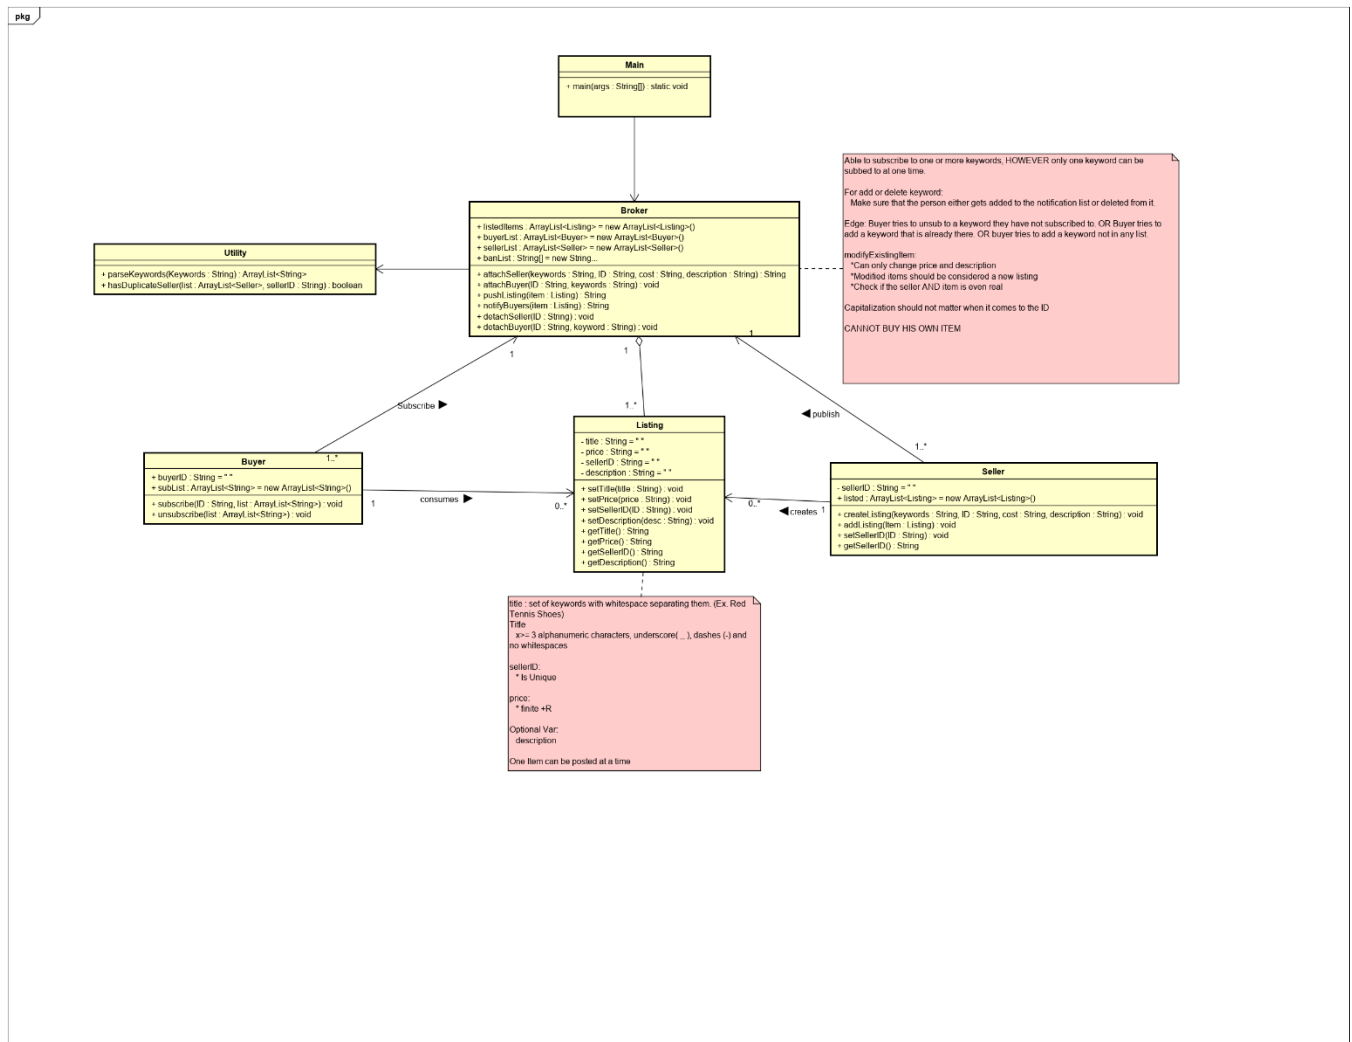 pkg
Main
+ main(args : String[]) : static void
Able to subscribe to one or more keywords, HOWEVER only one keyword can be
subbed to at one time.
For add or delete keyword:
Make sure that the person either gets added to the notification list or deleted from it.
Edge: Buyer tries to unsub to a keyword they have not subscribed to, OR Buyer tries to
add a keyword that is already there. OR buyer tries to add a keyword not in any list.
modifyExistingItem:
*Can only change price and description
*Modified items should be considered a new listing
*Check if the seller AND item is even real
Capitalization should not matter when it comes to the ID
CANNOT BUY HIS OWN ITEM
Broker
+ listedItems : ArrayList<Listing> = new ArrayList<Listing>()
+ buyerList : ArrayList<Buyer> = new ArrayList<Buyer>()
+ sellerList : ArrayList<Seller> = new ArrayList<Seller>()
+ banList : String[] = new String...
+ attachSeller(keywords : String, ID : String, cost : String, description : String) : String
+ attachBuyer(ID : String, keywords : String) : void
+ pushListing(item : Listing) : String
+ notifyBuyers(item : Listing) : String
+ detachSeller(ID : String) : void
+ detachBuyer(ID : String, keyword : String) : void
Utility
+ parseKeywords(Keywords : String) : ArrayList<String>
+ hasDuplicateSeller(list : ArrayList<Seller>, sellerID : String) : boolean
1
1
1
Subscribe ►
1..*
◄ publish
1..*
1..*
Listing
- title : String = " "
- price : String = " "
- sellerID : String = " "
- description : String = " "
+ setTitle(title : String) : void
+ setPrice(price : String) : void
+ setSellerID(ID : String) : void
+ setDescription(desc : String) : void
+ getTitle() : String
+ getPrice() : String
+ getSellerID() : String
+ getDescription() : String
Buyer
+ buyerID : String = " "
+ subList : ArrayList<String> = new ArrayList<String>()
+ subscribe(ID : String, list : ArrayList<String>) : void
+ unsubscribe(list : ArrayList<String>) : void
1
consumes ►
0..*
0..*
◄ creates
1
Seller
- sellerID : String = " "
+ listed : ArrayList<Listing> = new ArrayList<Listing>()
+ createListing(keywords : String, ID : String, cost : String, description : String) : void
+ addListing(Item : Listing) : void
+ setSellerID(ID : String) : void
+ getSellerID() : String
title : set of keywords with whitespace separating them. (Ex. Red
Tennis Shoes)
Title
x>= 3 alphanumeric characters, underscore( _ ), dashes (-) and
no whitespaces
sellerID:
* Is Unique
price:
* finite +R
Optional Var:
description
One Item can be posted at a time